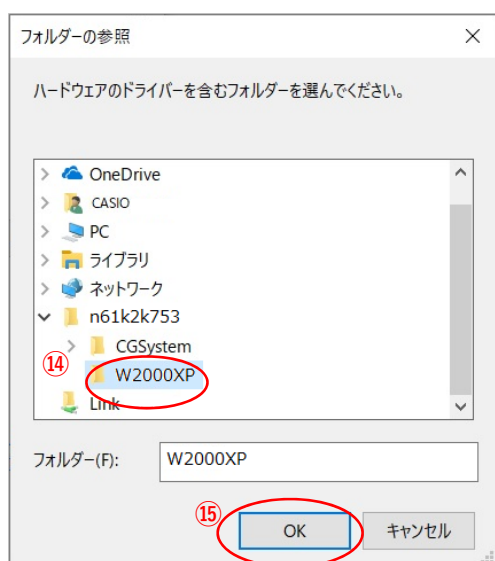 フォルダーの参照
ハードウェアのドライバーを含むフォルダーを選んでください。
OneDrive
CASIO
PC
ライブラリ
ネットワーク
n61k2k753
CGSystem
⑭
W2000XP
Link
フォルダー(F): W2000XP
⑮
OK キャンセル